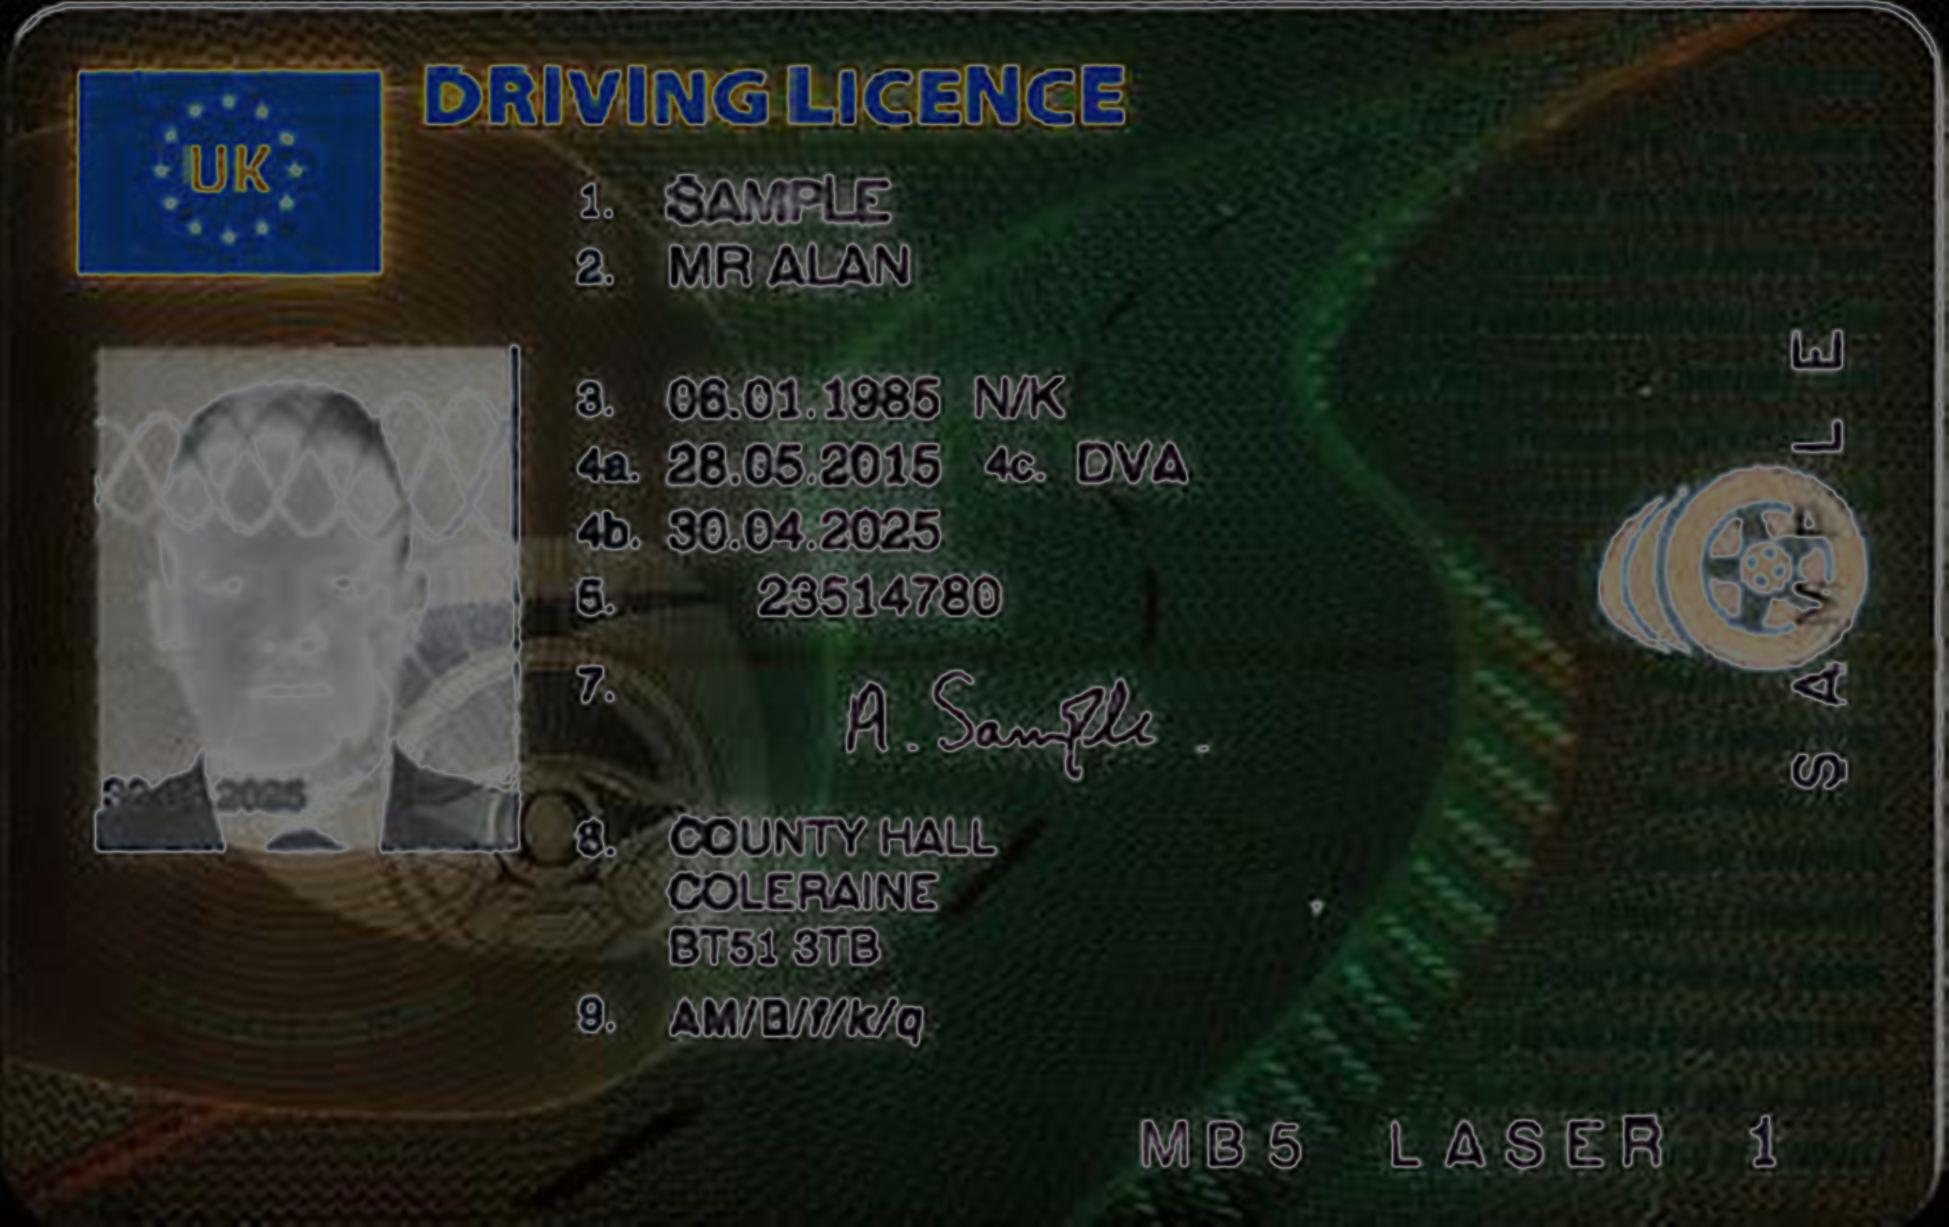 UK
DRIVING LICENCE
1. SAMPLE
2. MR ALAN
3. 06.01.1985 N/K
4a. 28.05.2015 4c. DVA
4b. 30.04.2025
5. 23514780
7. A. Sample.
8. COUNTY HALL
COLERAINE
BT51 3TB
9. AM/B/f/k/q
SAMPLE
MB5 LASER 1